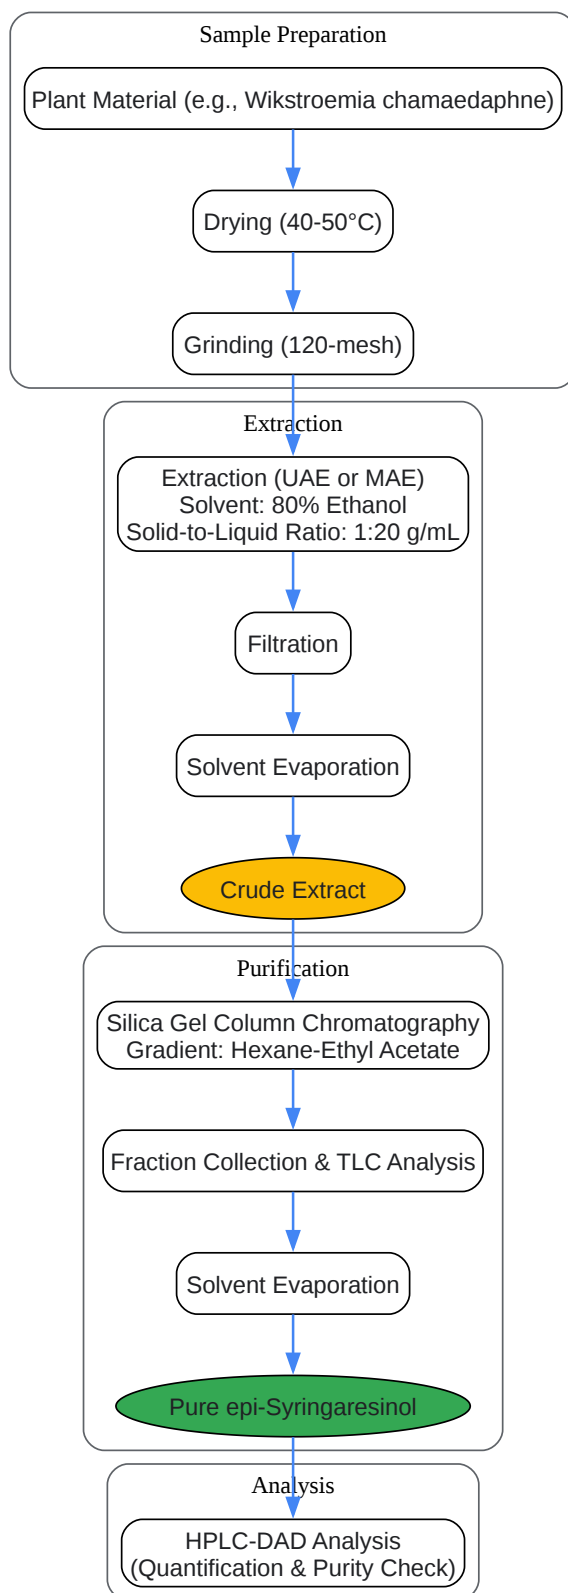 Sample Preparation
Plant Material (e.g., Wikstroemia chamaedaphne)
Drying (40-50°C)
Grinding (120-mesh)
Extraction
Extraction (UAE or MAE)
Solvent: 80% Ethanol
Solid-to-Liquid Ratio: 1:20 g/mL
Filtration
Solvent Evaporation
Crude Extract
Purification
Silica Gel Column Chromatography
Gradient: Hexane-Ethyl Acetate
Fraction Collection & TLC Analysis
Solvent Evaporation
Pure epi-Syringaresinol
Analysis
HPLC-DAD Analysis
(Quantification & Purity Check)